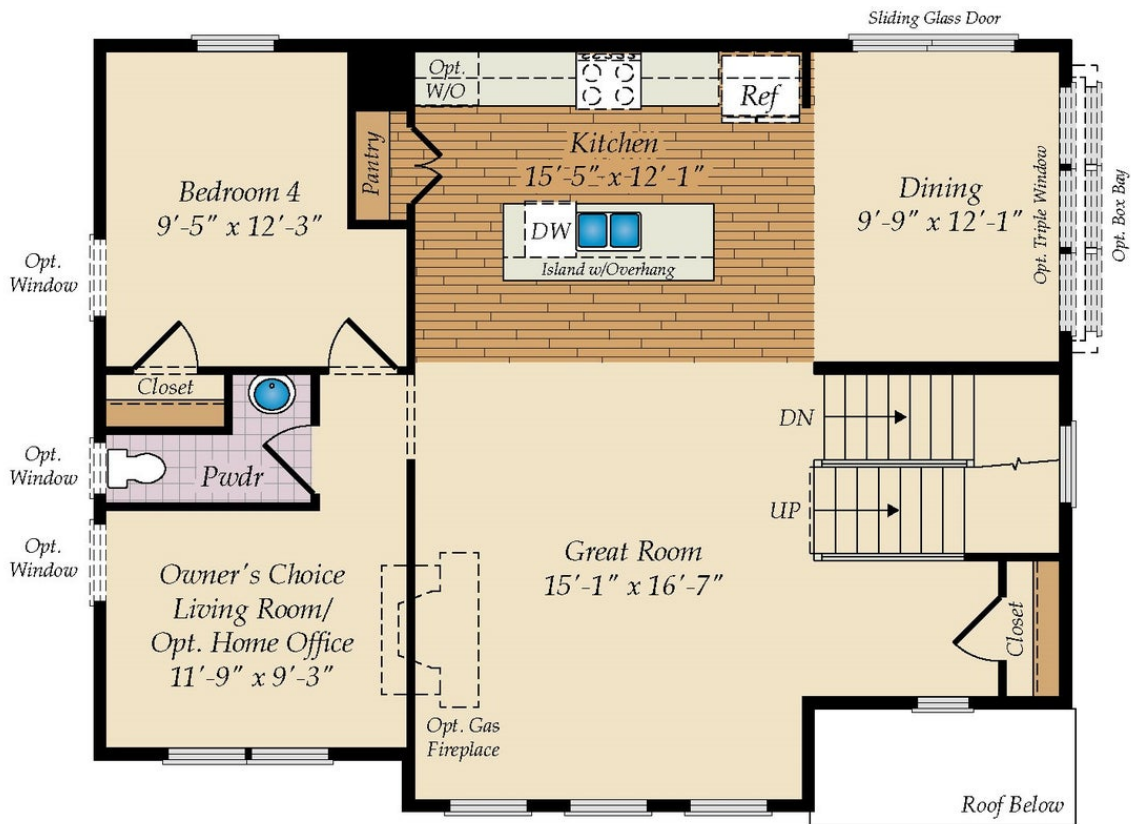 Sliding Glass Door
Opt.
W/O
Ref
Kitchen
15'-5" x 12'-1"
Pantry
Bedroom 4
9'-5" x 12'-3"
Dining
9'-9" x 12'-1"
Opt. Triple Window
Opt. Box Bay
DW
Island w/Overhang
Opt.
Window
Closet
DN
Opt.
Window
Pwdr
UP
Opt.
Window
Great Room
15'-1" x 16'-7"
Owner's Choice
Living Room/
Opt. Home Office
11'-9" x 9'-3"
Closet
Opt. Gas
Fireplace
Roof Below